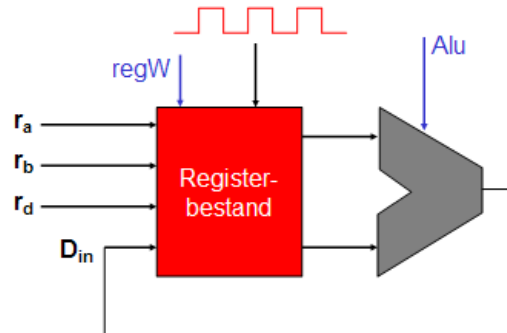 regW
Alu
ra
rb
rd
Din
Register-
bestand